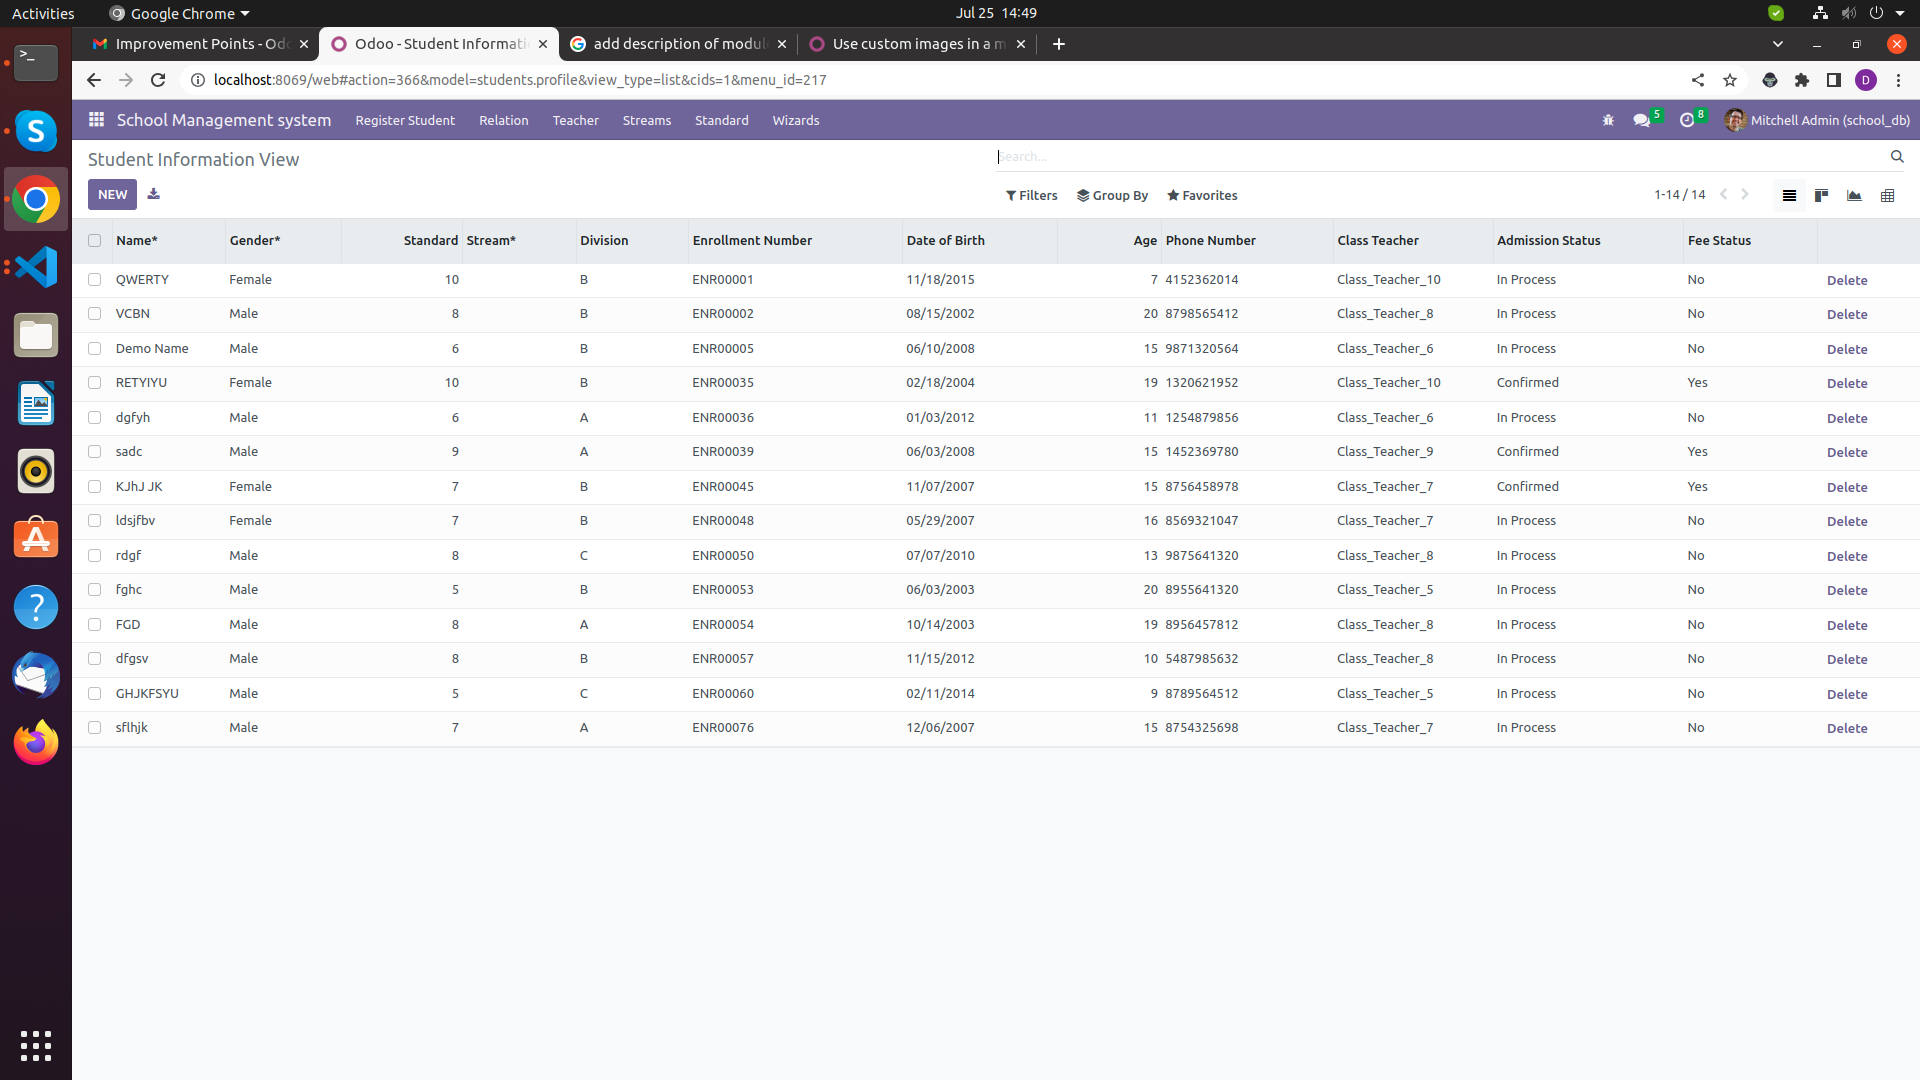 Activities Google Chrome Jul 25 14:49
Improvement Points - Odo Odoo - Student Informati add description of modul Use custom images in a m
localhost:8069/web#action=366&model=students.profile&view_type=list&cids=1&menu_id=217 D
School Management system Register Student Relation Teacher Streams Standard Wizards 5 8 Mitchell Admin (school_db)
Student Information View Search...
NEW Filters Group By Favorites 1-14 / 14
Name* Gender* Standard Stream* Division Enrollment Number Date of Birth Age Phone Number Class Teacher Admission Status Fee Status
QWERTY Female 10 B ENR00001 11/18/2015 7 4152362014 Class_Teacher_10 In Process No Delete
VCBN Male 8 B ENR00002 08/15/2002 20 8798565412 Class_Teacher_8 In Process No Delete
Demo Name Male 6 B ENR00005 06/10/2008 15 9871320564 Class_Teacher_6 In Process No Delete
RETYIYU Female 10 B ENR00035 02/18/2004 19 1320621952 Class_Teacher_10 Confirmed Yes Delete
dgfyh Male 6 A ENR00036 01/03/2012 11 1254879856 Class_Teacher_6 In Process No Delete
sadc Male 9 A ENR00039 06/03/2008 15 1452369780 Class_Teacher_9 Confirmed Yes Delete
KJhJ JK Female 7 B ENR00045 11/07/2007 15 8756458978 Class_Teacher_7 Confirmed Yes Delete
ldsjfbv Female 7 B ENR00048 05/29/2007 16 8569321047 Class_Teacher_7 In Process No Delete
rdgf Male 8 C ENR00050 07/07/2010 13 9875641320 Class_Teacher_8 In Process No Delete
fghc Male 5 B ENR00053 06/03/2003 20 8955641320 Class_Teacher_5 In Process No Delete
FGD Male 8 A ENR00054 10/14/2003 19 8956457812 Class_Teacher_8 In Process No Delete
dfgsv Male 8 B ENR00057 11/15/2012 10 5487985632 Class_Teacher_8 In Process No Delete
GHJKFSYU Male 5 C ENR00060 02/11/2014 9 8789564512 Class_Teacher_5 In Process No Delete
sflhjk Male 7 A ENR00076 12/06/2007 15 8754325698 Class_Teacher_7 In Process No Delete